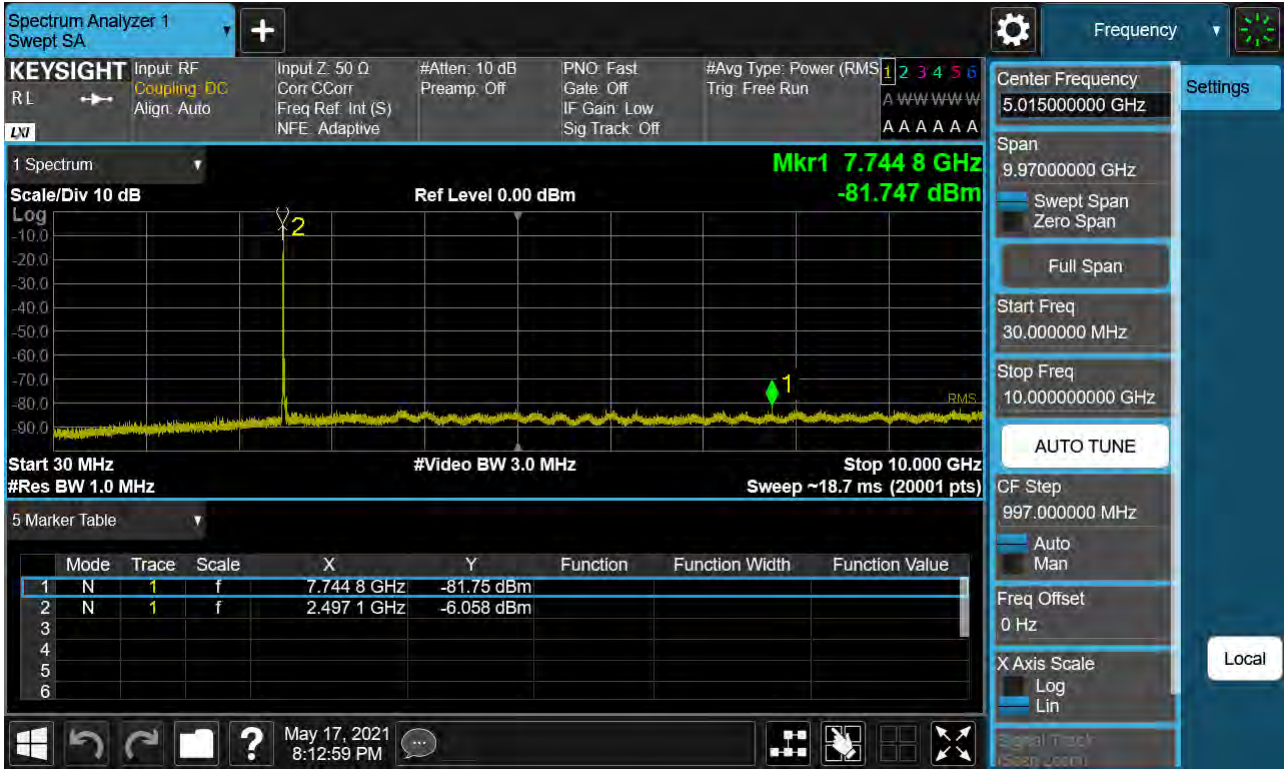 Spectrum Analyzer 1
Swept SA
Frequency
KEYSIGHT
R L
LXI
Input: RF
Coupling: DC
Align: Auto
Input Z: 50 Ω
Corr CCorr
Freq Ref: Int (S)
NFE: Adaptive
#Atten: 10 dB
Preamp: Off
PNO: Fast
Gate: Off
IF Gain: Low
Sig Track: Off
#Avg Type: Power (RMS
Trig: Free Run
1 2 3 4 5 6
A W W W W W
A A A A A A
1 Spectrum
Scale/Div 10 dB
Ref Level 0.00 dBm
Mkr1 7.744 8 GHz
-81.747 dBm
Log
-10.0
-20.0
-30.0
-40.0
-50.0
-60.0
-70.0
-80.0
-90.0
2
1
RMS
Start 30 MHz
#Video BW 3.0 MHz
Stop 10.000 GHz
#Res BW 1.0 MHz
Sweep ~18.7 ms (20001 pts)
5 Marker Table
Mode Trace Scale X Y Function Function Width Function Value
1 N 1 f 7.744 8 GHz -81.75 dBm
2 N 1 f 2.497 1 GHz -6.058 dBm
3
4
5
6
May 17, 2021
8:12:59 PM
Center Frequency
5.015000000 GHz
Settings
Span
9.97000000 GHz
Swept Span
Zero Span
Full Span
Start Freq
30.000000 MHz
Stop Freq
10.000000000 GHz
AUTO TUNE
CF Step
997.000000 MHz
Auto
Man
Freq Offset
0 Hz
X Axis Scale
Log
Lin
Local
Signal Track
(Span Zoom)